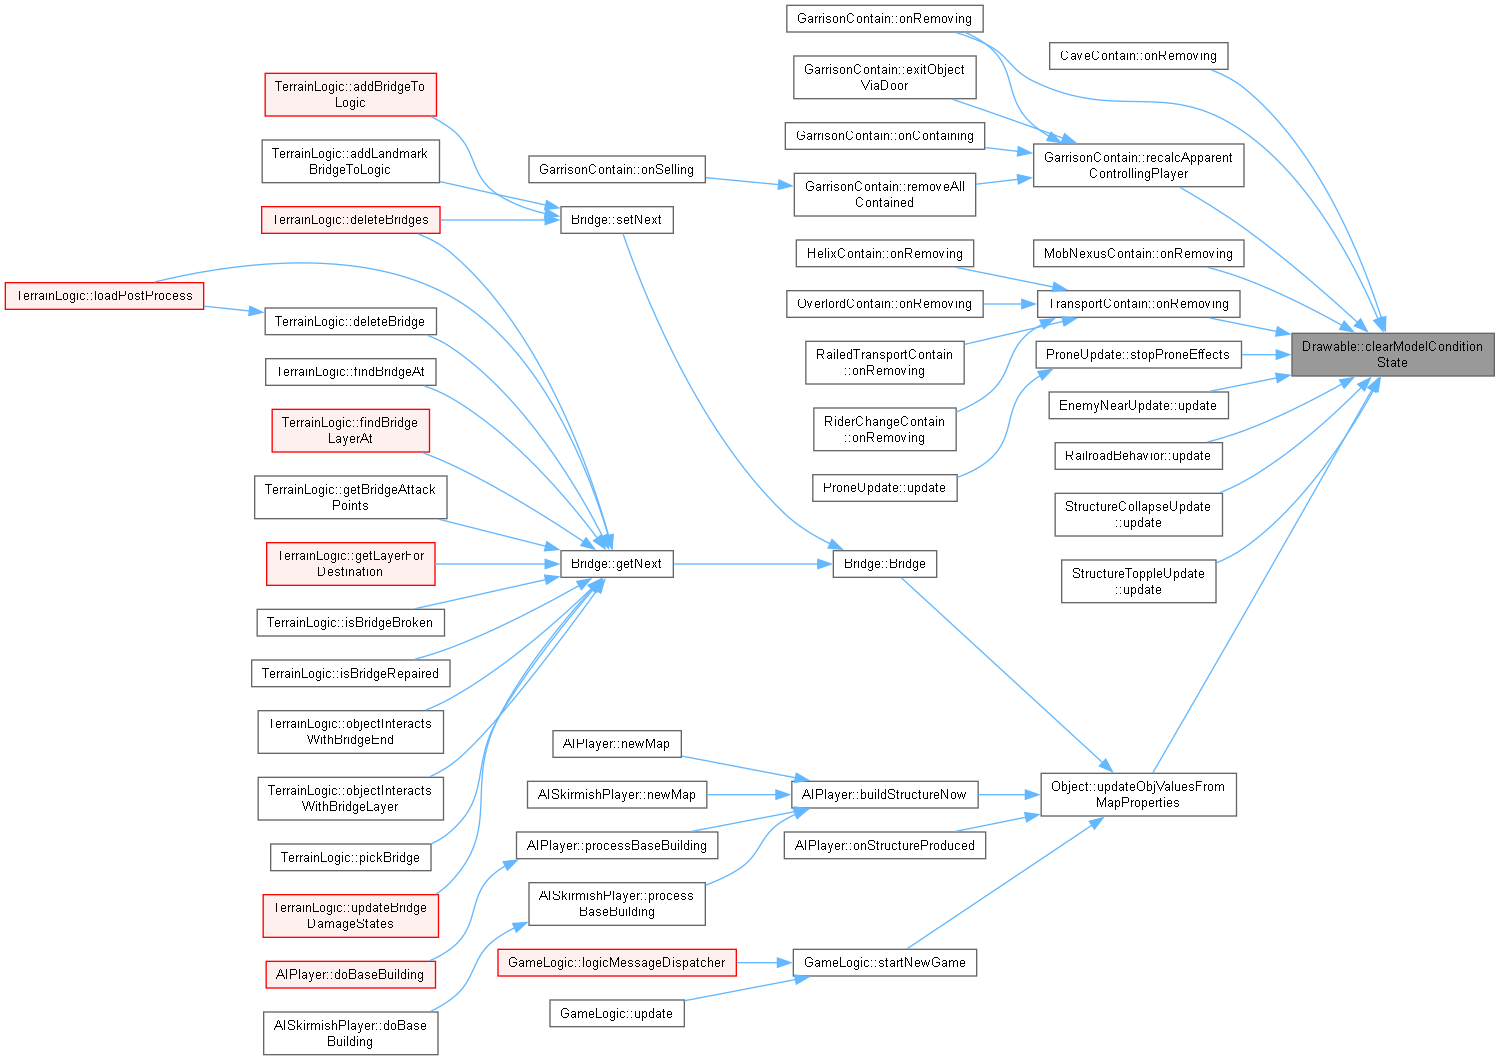 GarrisonContain::onRemoving
CaveContain::onRemoving
GarrisonContain::exitObject
ViaDoor
TerrainLogic::addBridgeTo
Logic
GarrisonContain::onContaining
TerrainLogic::addLandmark
BridgeToLogic
GarrisonContain::onSelling
GarrisonContain::recalcApparent
ControllingPlayer
GarrisonContain::removeAll
Contained
TerrainLogic::deleteBridges
Bridge::setNext
HelixContain::onRemoving
MobNexusContain::onRemoving
TerrainLogic::loadPostProcess
OverlordContain::onRemoving
TransportContain::onRemoving
TerrainLogic::deleteBridge
Drawable::clearModelCondition
State
RailedTransportContain
::onRemoving
ProneUpdate::stopProneEffects
TerrainLogic::findBridgeAt
EnemyNearUpdate::update
TerrainLogic::findBridge
LayerAt
RiderChangeContain
::onRemoving
RailroadBehavior::update
ProneUpdate::update
TerrainLogic::getBridgeAttack
Points
StructureCollapseUpdate
::update
TerrainLogic::getLayerFor
Destination
Bridge::getNext
Bridge::Bridge
StructureToppleUpdate
::update
TerrainLogic::isBridgeBroken
TerrainLogic::isBridgeRepaired
TerrainLogic::objectInteracts
WithBridgeEnd
AIPlayer::newMap
TerrainLogic::objectInteracts
WithBridgeLayer
AISkirmishPlayer::newMap
AIPlayer::buildStructureNow
Object::updateObjValuesFrom
MapProperties
TerrainLogic::pickBridge
AIPlayer::processBaseBuilding
AIPlayer::onStructureProduced
TerrainLogic::updateBridge
DamageStates
AISkirmishPlayer::process
BaseBuilding
AIPlayer::doBaseBuilding
GameLogic::logicMessageDispatcher
GameLogic::startNewGame
GameLogic::update
AISkirmishPlayer::doBase
Building